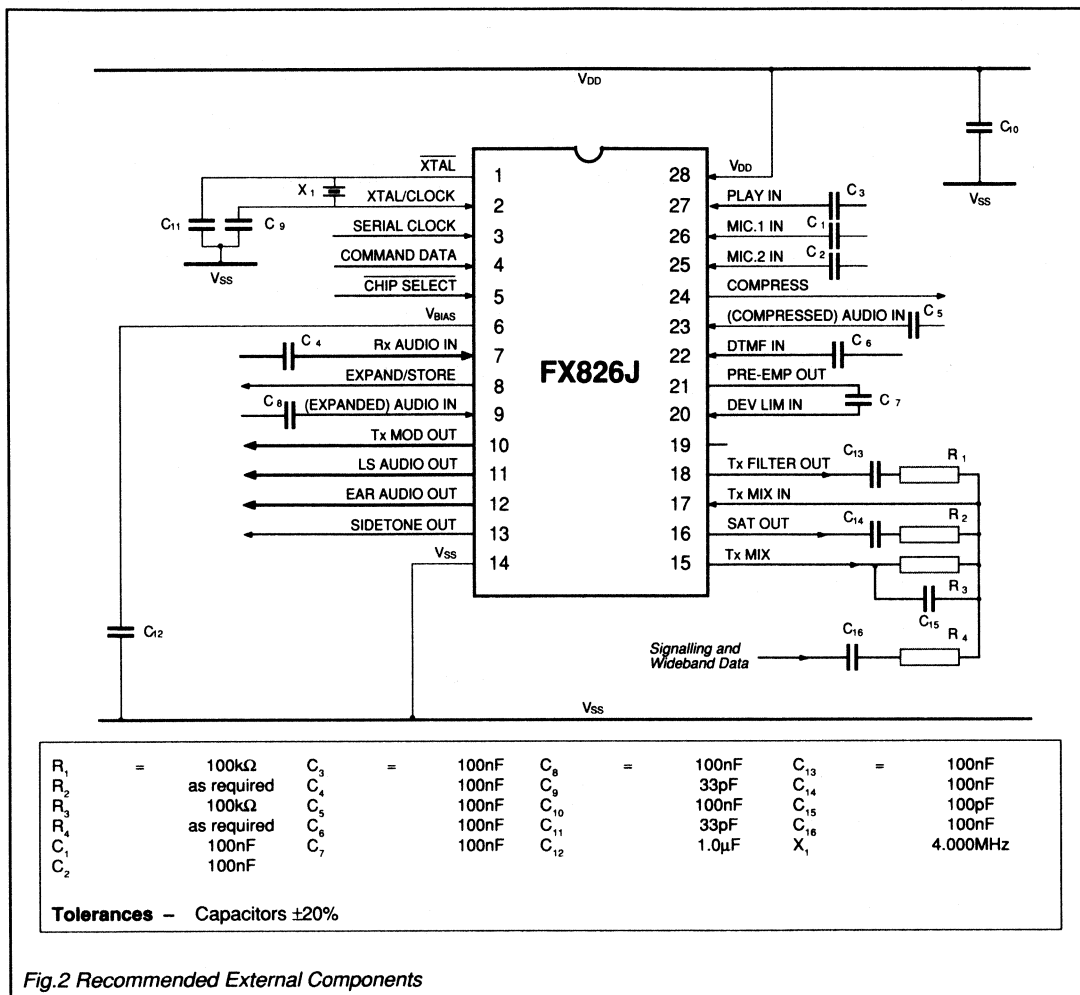 VDD
C10
VSS
XTAL
1
28
VDD
X1
XTAL/CLOCK
2
27
PLAY IN
C3
C11
C9
SERIAL CLOCK
3
26
MIC.1 IN
C1
COMMAND DATA
4
25
MIC.2 IN
C2
VSS
CHIP SELECT
5
24
COMPRESS
VBIAS
6
23
(COMPRESSED) AUDIO IN
C5
C4
Rx AUDIO IN
7
22
DTMF IN
C6
FX826J
EXPAND/STORE
8
21
PRE-EMP OUT
C8
(EXPANDED) AUDIO IN
9
20
DEV LIM IN
C7
Tx MOD OUT
10
19
LS AUDIO OUT
11
18
Tx FILTER OUT
C13
R1
EAR AUDIO OUT
12
17
Tx MIX IN
SIDETONE OUT
13
16
SAT OUT
C14
R2
VSS
14
15
Tx MIX
R3
C15
C12
Signalling and
Wideband Data
C16
R4
VSS
R1 = 100kΩ C3 = 100nF C8 = 100nF C13 = 100nF
R2 as required C4 100nF C9 33pF C14 100nF
R3 100kΩ C5 100nF C10 100nF C15 100pF
R4 as required C6 100nF C11 33pF C16 100nF
C1 100nF C7 100nF C12 1.0µF X1 4.000MHz
C2 100nF
Tolerances – Capacitors ±20%
Fig.2 Recommended External Components